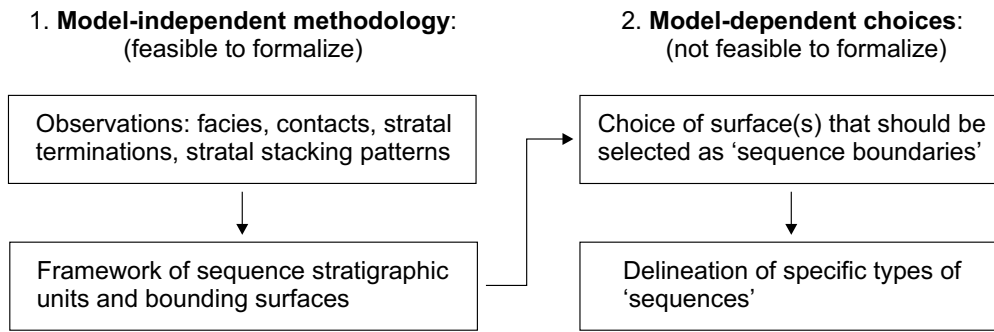 1. Model-independent methodology:
(feasible to formalize)
Observations: facies, contacts, stratal
terminations, stratal stacking patterns
Framework of sequence stratigraphic
units and bounding surfaces
2. Model-dependent choices:
(not feasible to formalize)
Choice of surface(s) that should be
selected as ‘sequence boundaries’
Delineation of specific types of
‘sequences’